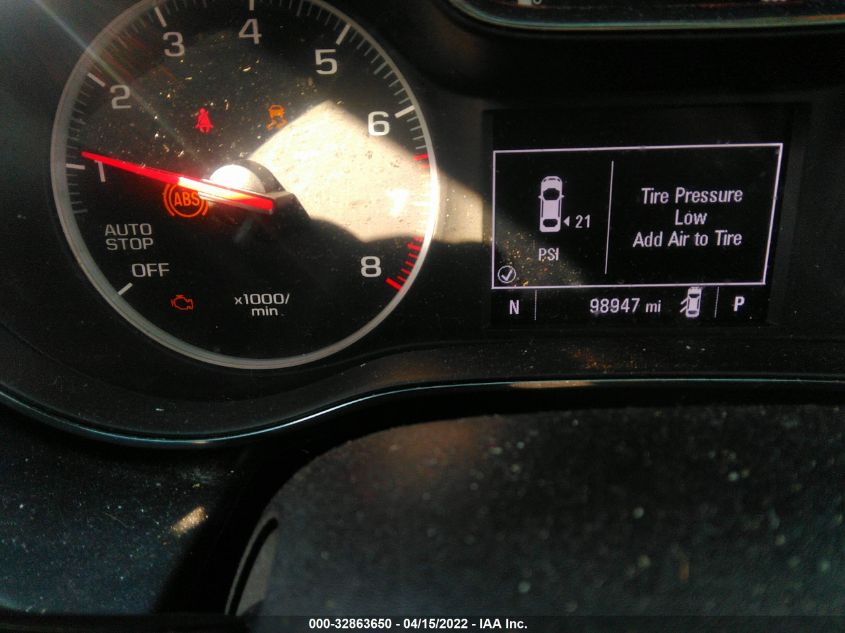 1
2
3
4
5
6
8
ABS
AUTO
STOP
OFF
x1000/
min
Tire Pressure
Low
Add Air to Tire
21
PSI
N
98947 mi
P
000-32863650 - 04/15/2022 - IAA Inc.